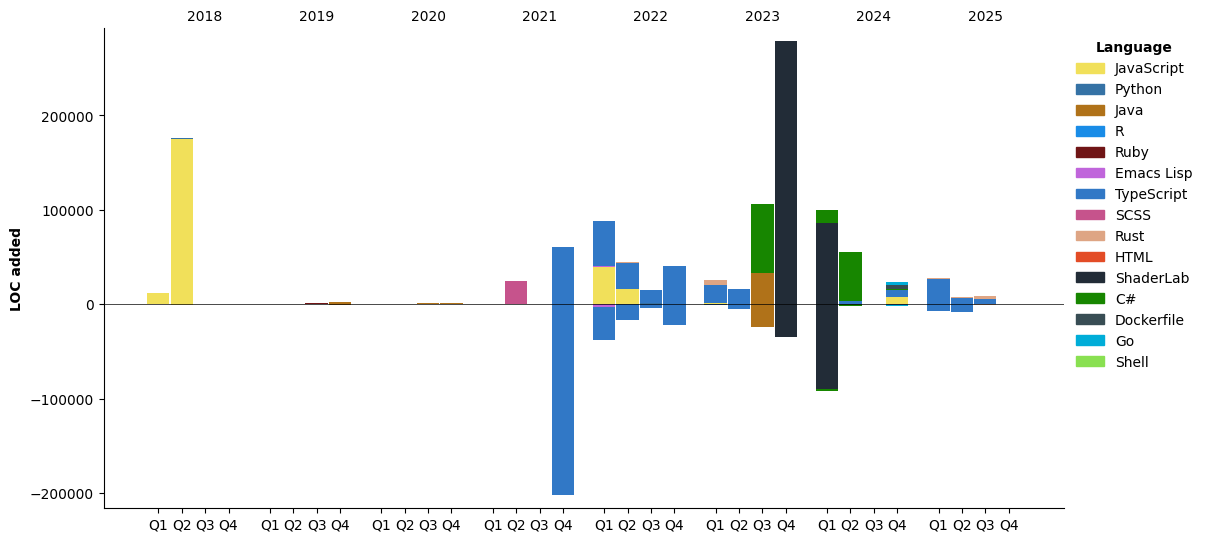 2018 2019 2020 2021 2022 2023 2024 2025
LOC added
200000
100000
0
−100000
−200000
Q1 Q2 Q3 Q4 Q1 Q2 Q3 Q4 Q1 Q2 Q3 Q4 Q1 Q2 Q3 Q4 Q1 Q2 Q3 Q4 Q1 Q2 Q3 Q4 Q1 Q2 Q3 Q4 Q1 Q2 Q3 Q4
Language
JavaScript
Python
Java
R
Ruby
Emacs Lisp
TypeScript
SCSS
Rust
HTML
ShaderLab
C#
Dockerfile
Go
Shell